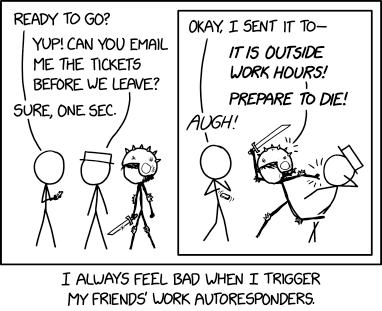 READY TO GO?
YUP! CAN YOU EMAIL
ME THE TICKETS
BEFORE WE LEAVE?
SURE, ONE SEC.
OKAY, I SENT IT TO—
IT IS OUTSIDE
WORK HOURS!
PREPARE TO DIE!
AUGH!
I ALWAYS FEEL BAD WHEN I TRIGGER
MY FRIENDS' WORK AUTORESPONDERS.